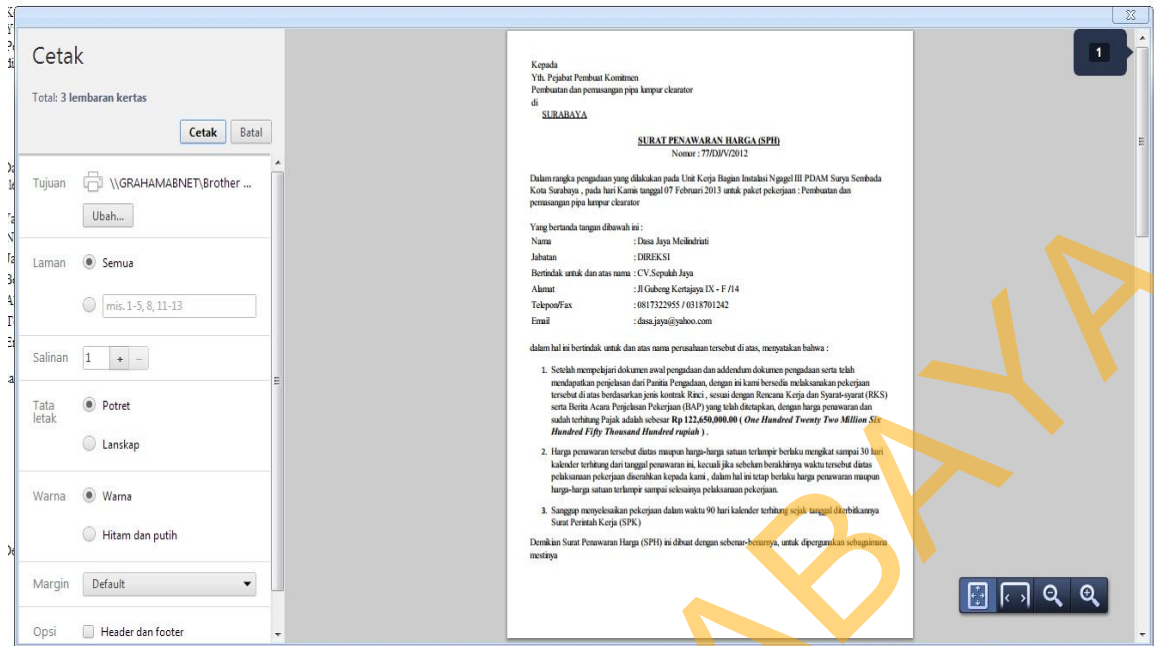 Cetak
Total: 3 lembaran kertas
Cetak Batal
Tujuan \\GRAHAMABNET\Brother ...
Ubah...
Laman Semua
mis. 1-5, 8, 11-13
Salinan 1 + -
Tata letak Potret
Lanskap
Warna Warna
Hitam dan putih
Margin Default
Opsi Header dan footer
1
Kepada
Yth. Pejabat Pembuat Komitmen
Pembuatan dan pemasangan pipa lumpur clearator
di
SURABAYA
SURAT PENAWARAN HARGA (SPH)
Nomor : 77/DJ/V/2012
Dalam rangka pengadaan yang dilakukan pada Unit Kerja Bagian Instalasi Ngagel III PDAM Surya Sembada
Kota Surabaya , pada hari Kamis tanggal 07 Februari 2013 untuk paket pekerjaan : Pembuatan dan
pemasangan pipa lumpur clearator
Yang bertanda tangan dibawah ini :
Nama : Dasa Jaya Meilindriati
Jabatan : DIREKSI
Bertindak untuk dan atas nama : CV.Sepuluh Jaya
Alamat : Jl Gubeng Kertajaya IX - F /14
Telepon/Fax : 0817322955 / 0318701242
Email : dasa.jaya@yahoo.com
dalam hal ini bertindak untuk dan atas nama perusahaan tersebut di atas, menyatakan bahwa :
1. Setelah mempelajari dokumen awal pengadaan dan addendum dokumen pengadaan serta telah
mendapatkan penjelasan dari Panitia Pengadaan, dengan ini kami bersedia melaksanakan pekerjaan
tersebut di atas berdasarkan jenis kontrak Rinci , sesuai dengan Rencana Kerja dan Syarat-syarat (RKS)
serta Berita Acara Penjelasan Pekerjaan (BAP) yang telah ditetapkan, dengan harga penawaran dan
sudah terhitung Pajak adalah sebesar Rp 122,650,000.00 ( One Hundred Twenty Two Million Six
Hundred Fifty Thousand Hundred rupiah ) .
2. Harga penawaran tersebut diatas maupun harga-harga satuan terlampir berlaku mengikat sampai 30 hari
kalender terhitung dari tanggal penawaran ini, kecuali jika sebelum berakhirnya waktu tersebut diatas
pelaksanaan pekerjaan diserahkan kepada kami , dalam hal ini tetap berlaku harga penawaran maupun
harga-harga satuan terlampir sampai selesainya pelaksanaan pekerjaan.
3. Sanggup menyelesaikan pekerjaan dalam waktu 90 hari kalender terhitung sejak tanggal diterbitkannya
Surat Perintah Kerja (SPK)
Demikian Surat Penawaran Harga (SPH) ini dibuat dengan sebenar-benarnya, untuk dipergunakan sebagaimana
mestinya
ABAYA